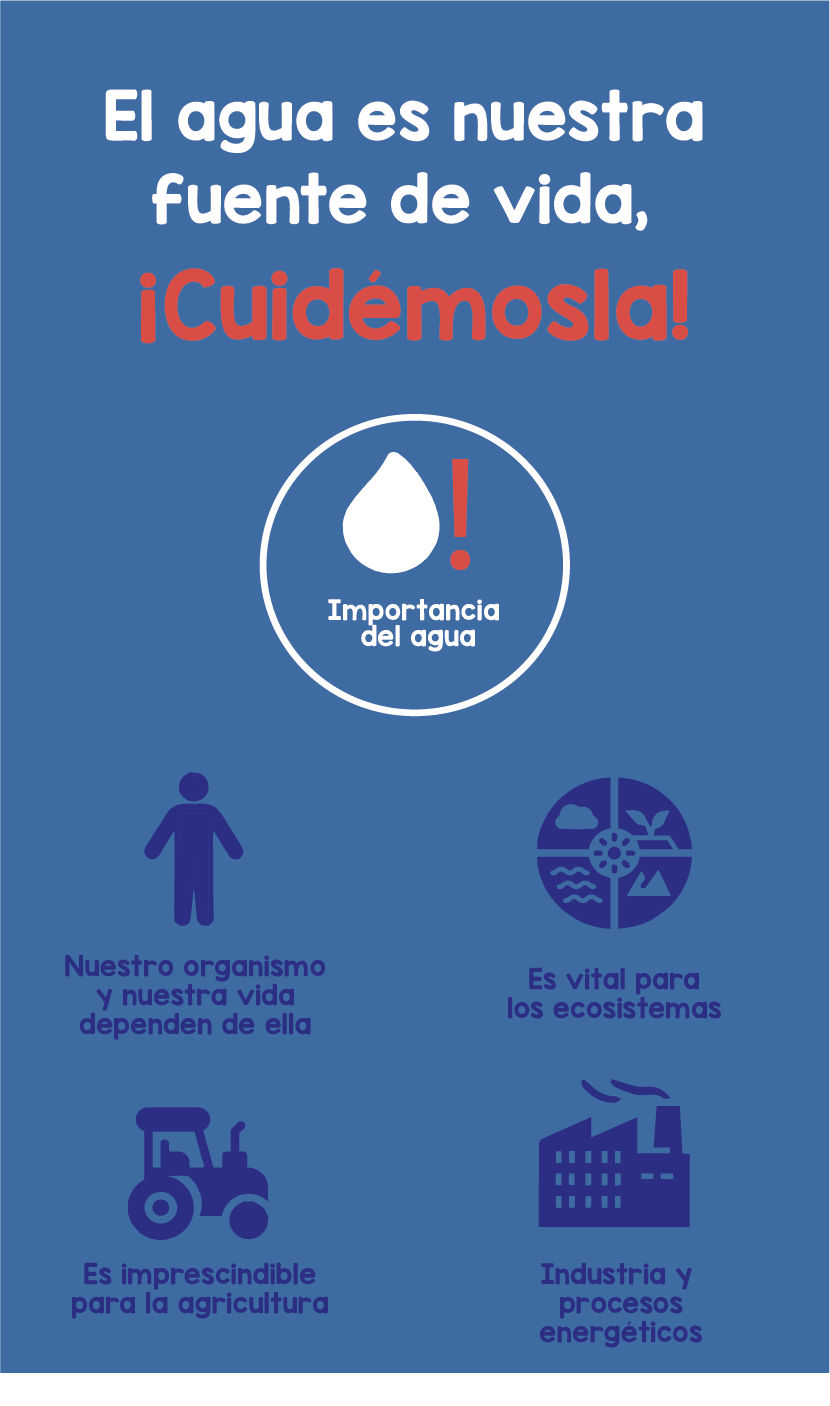 El agua es nuestra
fuente de vida,
¡Cuidémosla!
!
Importancia
del agua
Nuestro organismo
y nuestra vida
dependen de ella
Es vital para
los ecosistemas
Es imprescindible
para la agricultura
Industria y
procesos
energéticos